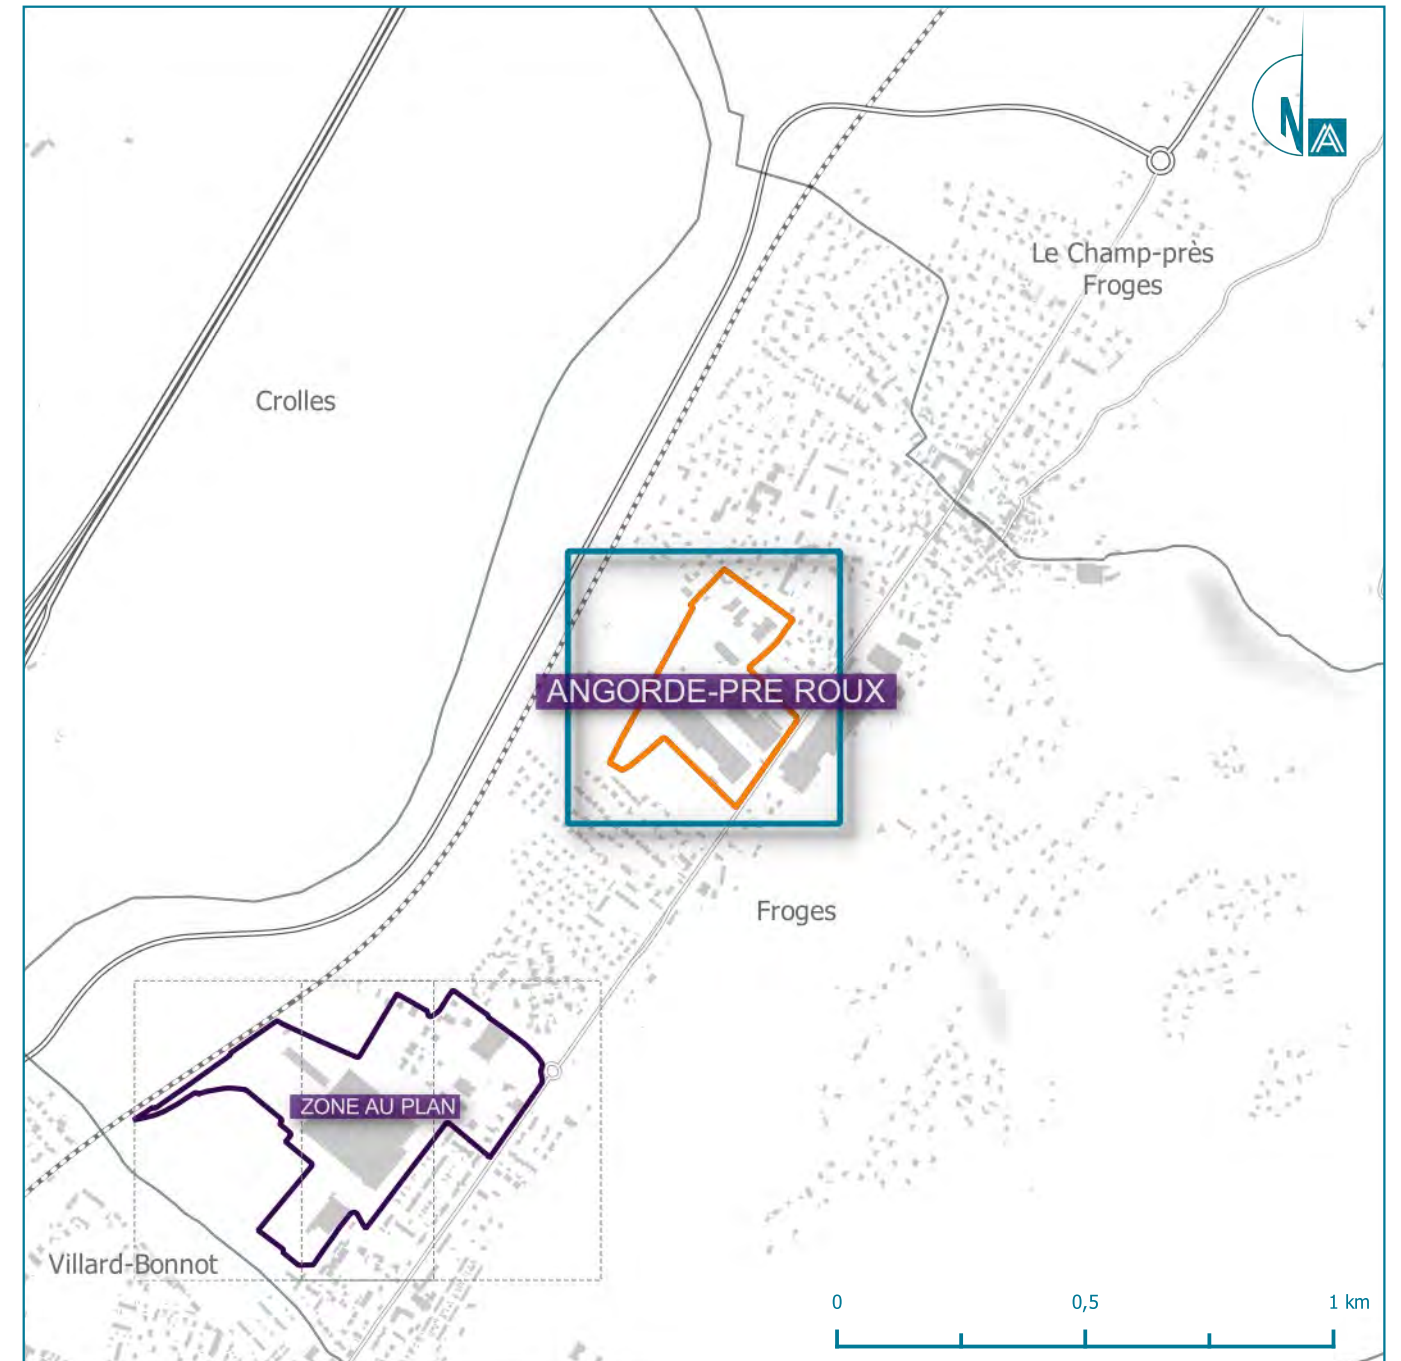 N
Le Champ-près
Froges
Crolles
ANGORDE-PRE ROUX
Froges
ZONE AU PLAN
Villard-Bonnot
0 0,5 1 km